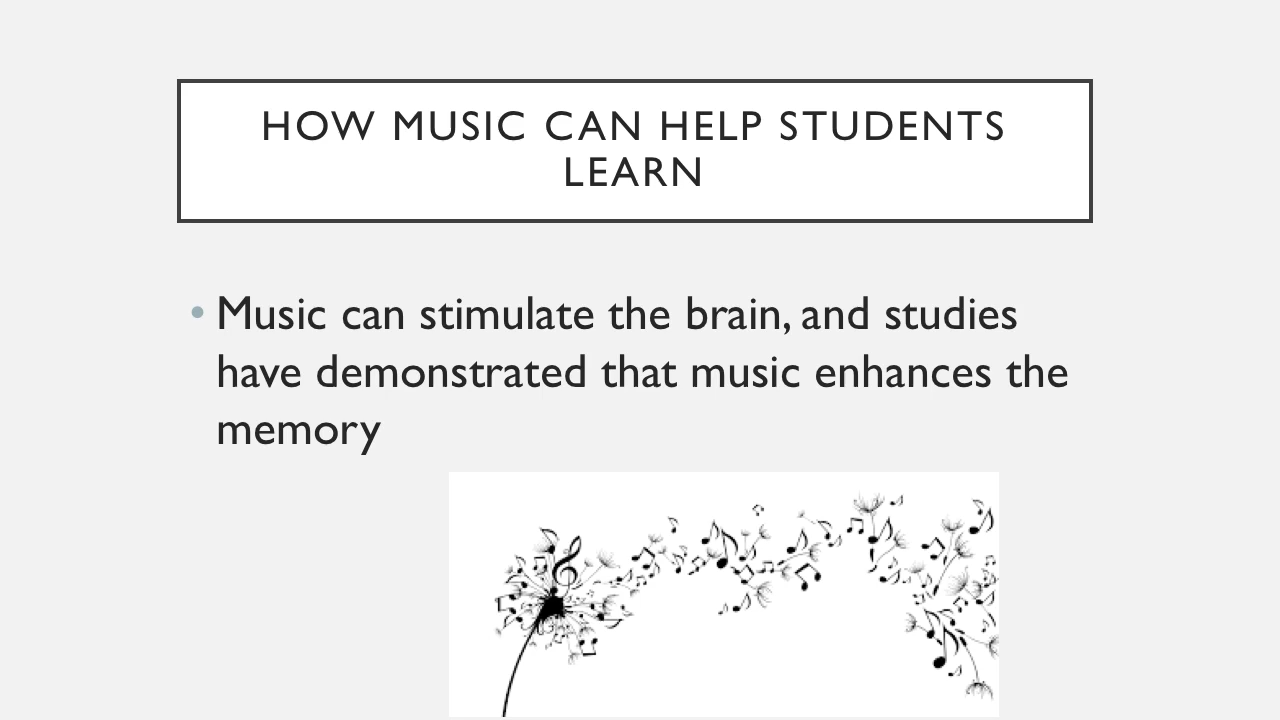 HOW MUSIC CAN HELP STUDENTS
LEARN
• Music can stimulate the brain, and studies
have demonstrated that music enhances the
memory